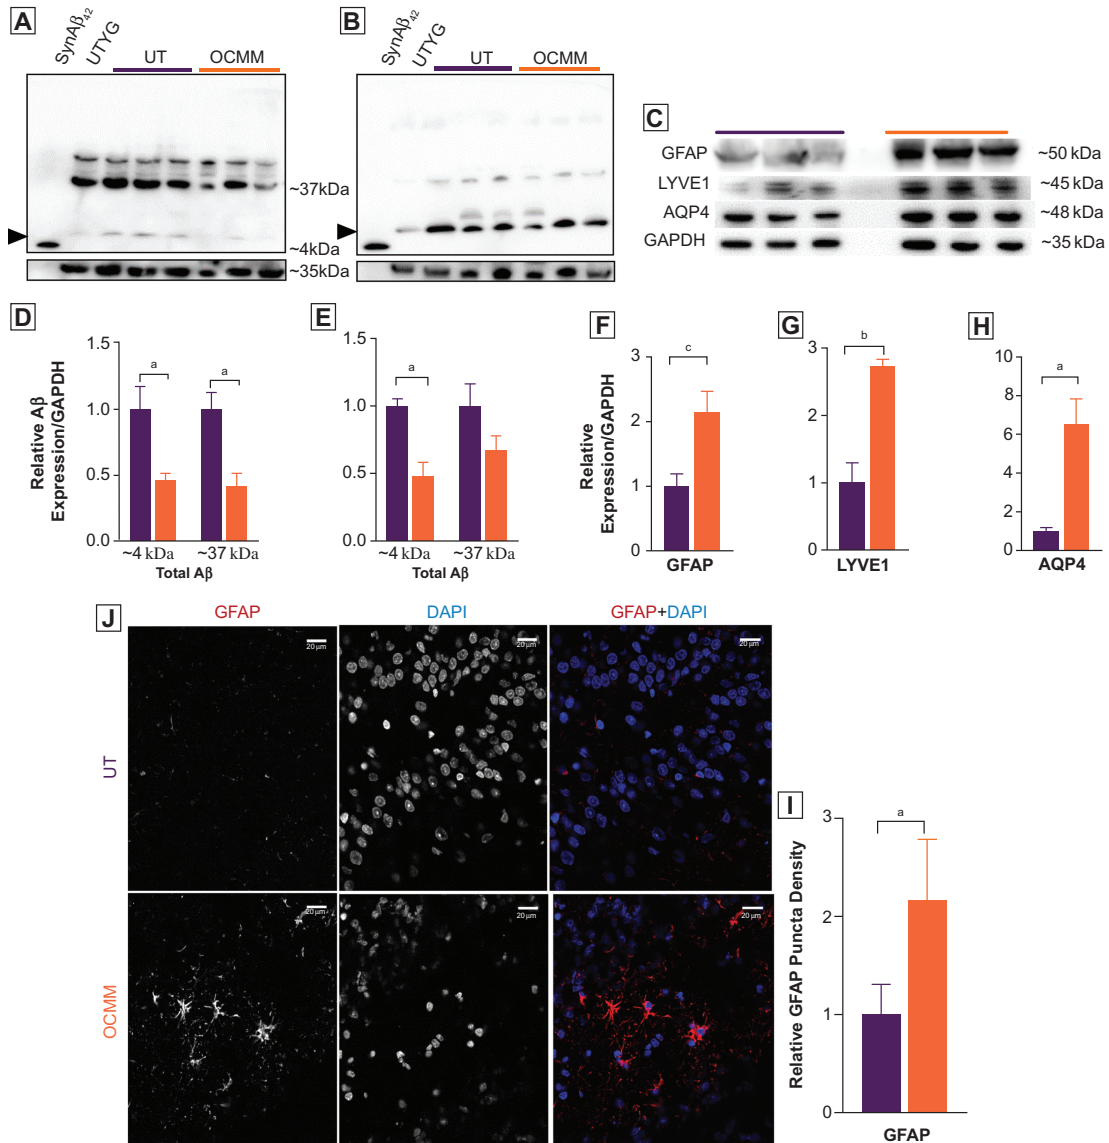 A
SynAβ42
UTYG
UT
OCMM
~37kDa
~4kDa
~35kDa
B
SynAβ42
UTYG
UT
OCMM
C
GFAP
~50 kDa
LYVE1
~45 kDa
AQP4
~48 kDa
GAPDH
~35 kDa
D
Relative Aβ
Expression/GAPDH
1.5
1.0
0.5
0.0
a
a
~4 kDa
~37 kDa
Total Aβ
E
1.5
1.0
0.5
0.0
a
~4 kDa
~37 kDa
Total Aβ
F
Relative
Expression/GAPDH
3
2
1
0
c
GFAP
G
3
2
1
0
b
LYVE1
H
10
8
6
4
2
0
a
AQP4
J
GFAP
DAPI
GFAP+DAPI
UT
20 µm
20 µm
20 µm
OCMM
20 µm
20 µm
20 µm
I
Relative GFAP Puncta Density
3
2
1
0
a
GFAP